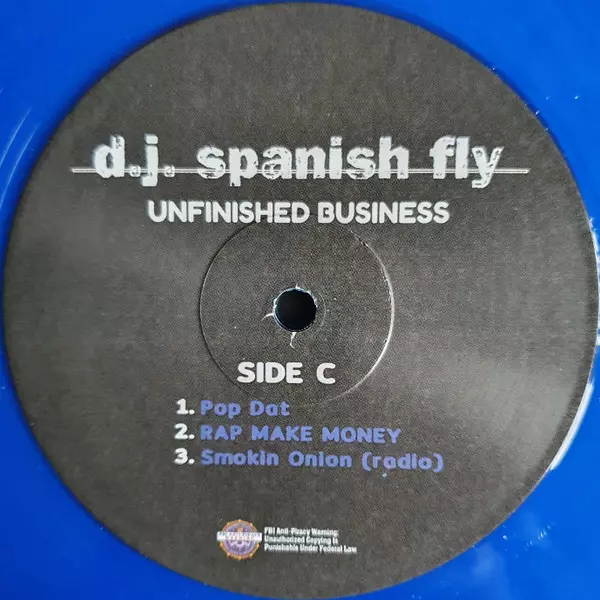 d.j. spanish fly
UNFINISHED BUSINESS
SIDE C
1. Pop Dat
2. RAP MAKE MONEY
3. Smokin Onion (radio)
FBI Anti-Piracy Warning:
Unauthorized Copying Is
Punishable Under Federal Law